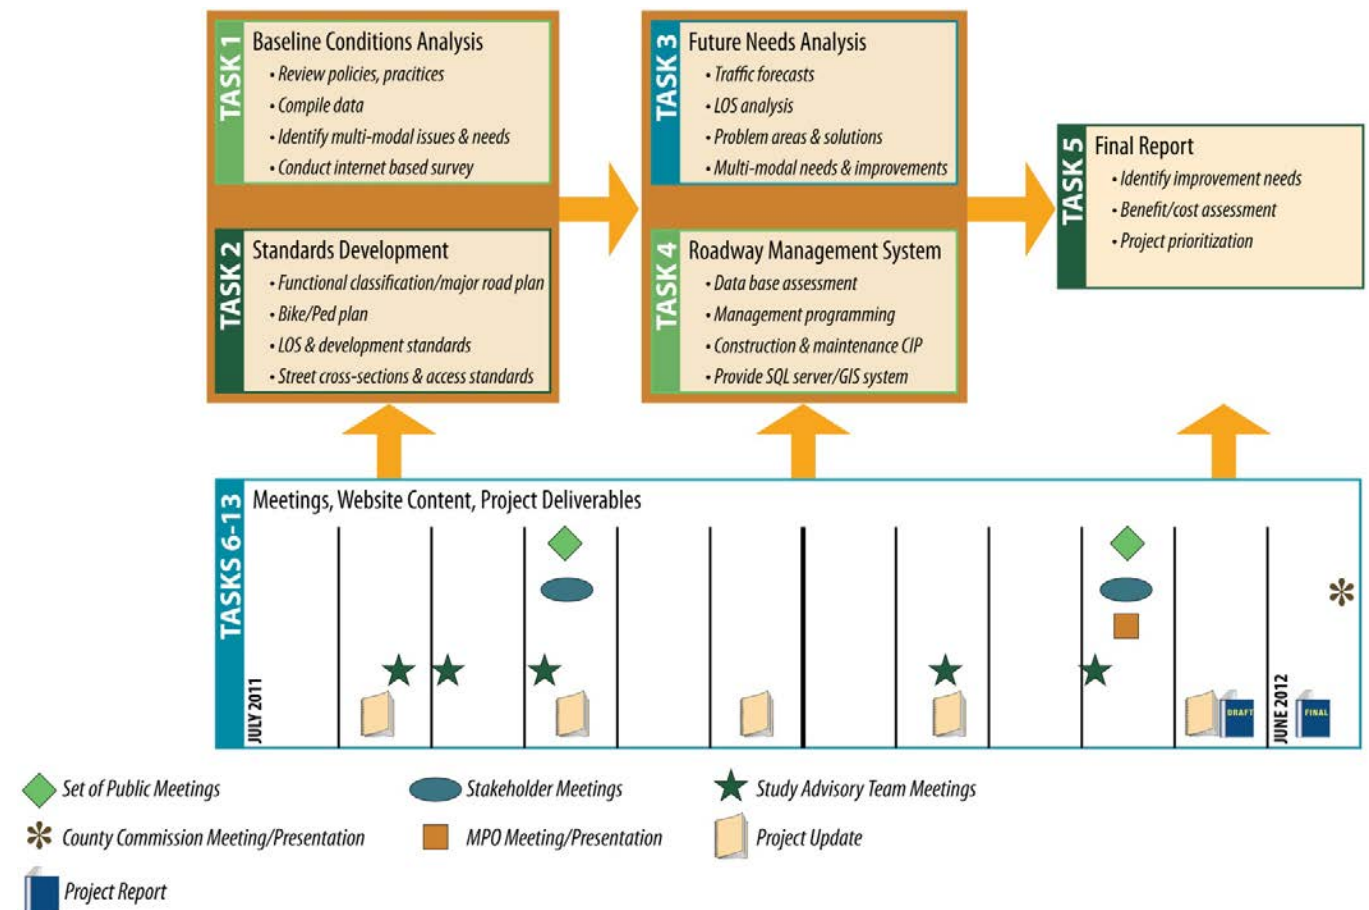 TASK 1
Baseline Conditions Analysis
• Review policies, pracitices
• Compile data
• Identify multi-modal issues & needs
• Conduct internet based survey
TASK 2
Standards Development
• Functional classification/major road plan
• Bike/Ped plan
• LOS & development standards
• Street cross-sections & access standards
TASK 3
Future Needs Analysis
• Traffic forecasts
• LOS analysis
• Problem areas & solutions
• Multi-modal needs & improvements
TASK 4
Roadway Management System
• Data base assessment
• Management programming
• Construction & maintenance CIP
• Provide SQL server/GIS system
TASK 5
Final Report
• Identify improvement needs
• Benefit/cost assessment
• Project prioritization
TASKS 6-13
Meetings, Website Content, Project Deliverables
JULY 2011
DRAFT
JUNE 2012
FINAL
Set of Public Meetings
Stakeholder Meetings
Study Advisory Team Meetings
County Commission Meeting/Presentation
MPO Meeting/Presentation
Project Update
Project Report